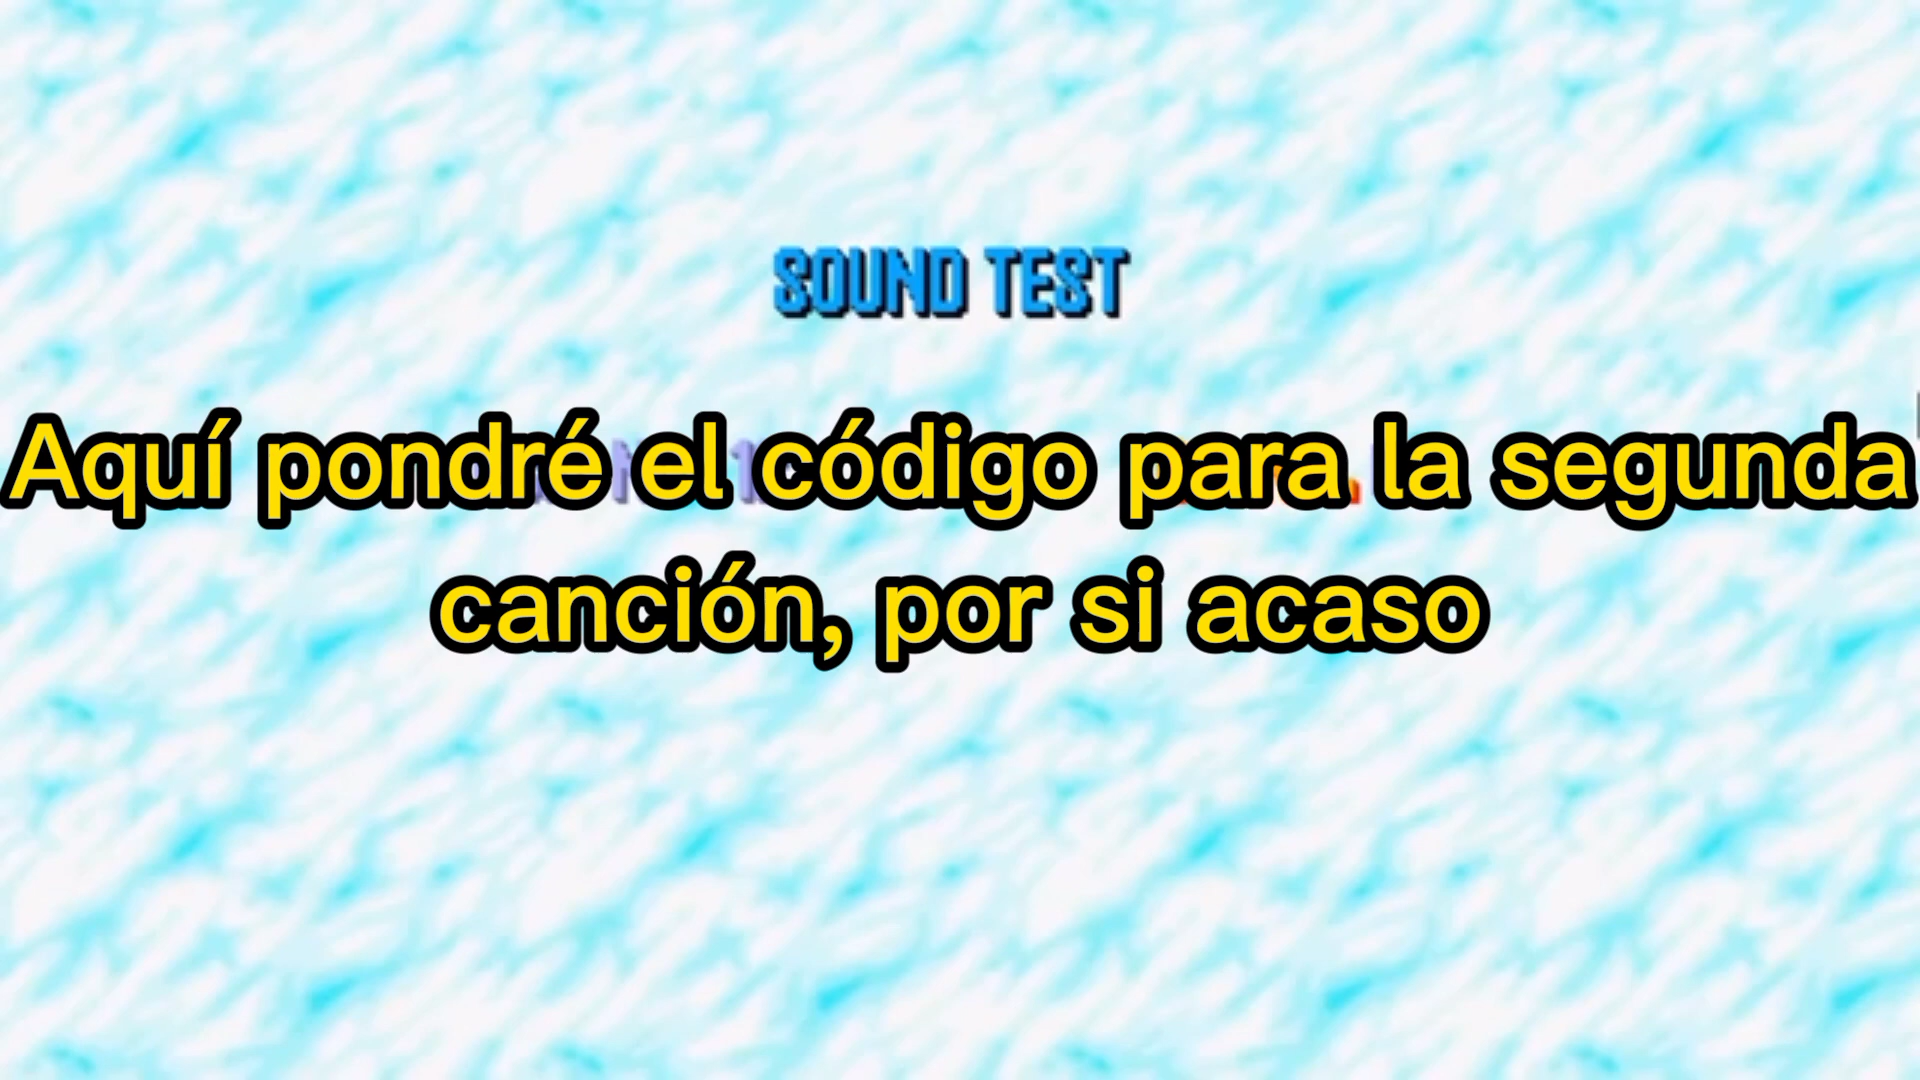 SOUND TEST
Aquí pondré el código para la segunda
canción, por si acaso